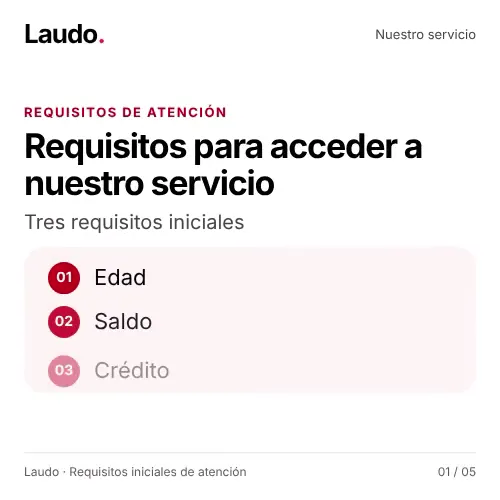 Laudo.
Nuestro servicio
REQUISITOS DE ATENCIÓN
Requisitos para acceder a
nuestro servicio
Tres requisitos iniciales
01 Edad
02 Saldo
03 Crédito
Laudo · Requisitos iniciales de atención
01 / 05